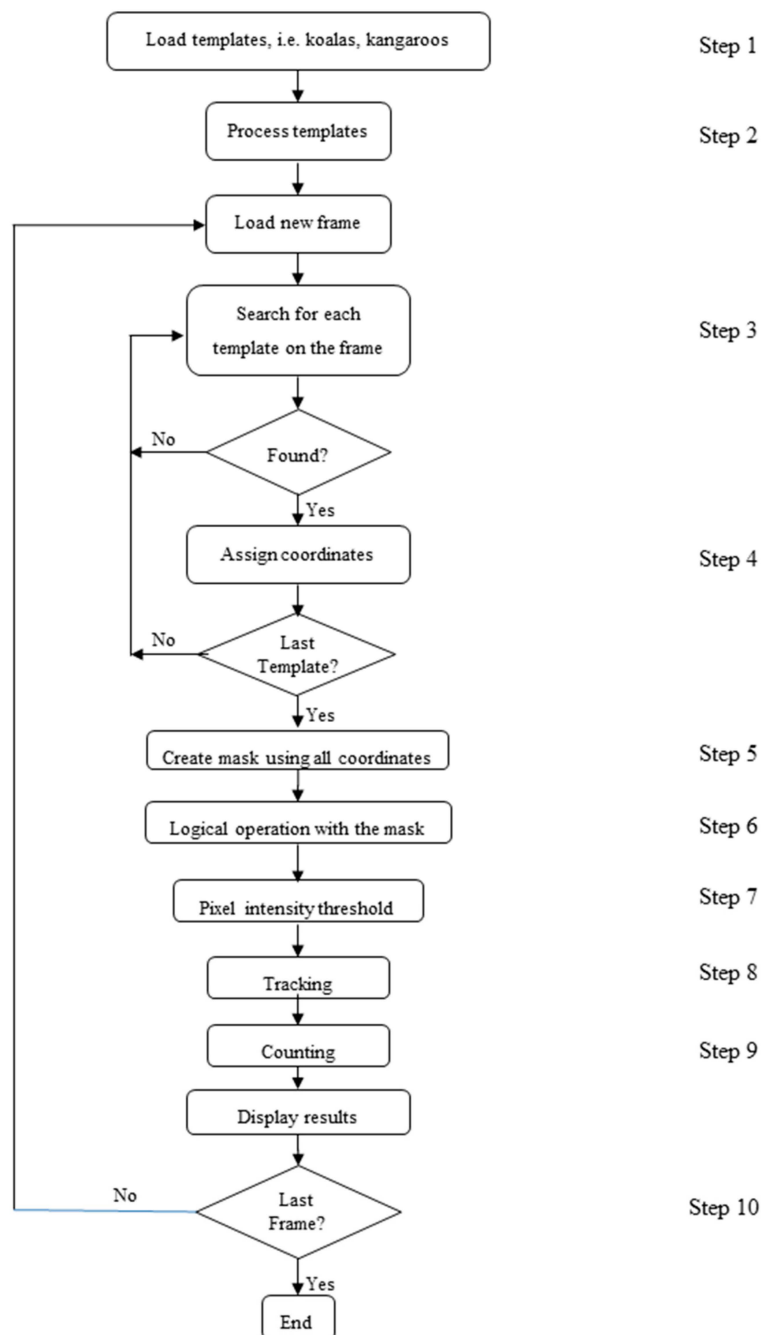 Load templates, i.e. koalas, kangaroos
Step 1
Process templates
Step 2
Load new frame
Search for each
template on the frame
Step 3
No
Found?
Yes
Assign coordinates
Step 4
No
Last
Template?
Yes
Create mask using all coordinates
Step 5
Logical operation with the mask
Step 6
Pixel intensity threshold
Step 7
Tracking
Step 8
Counting
Step 9
Display results
No
Last
Frame?
Step 10
Yes
End